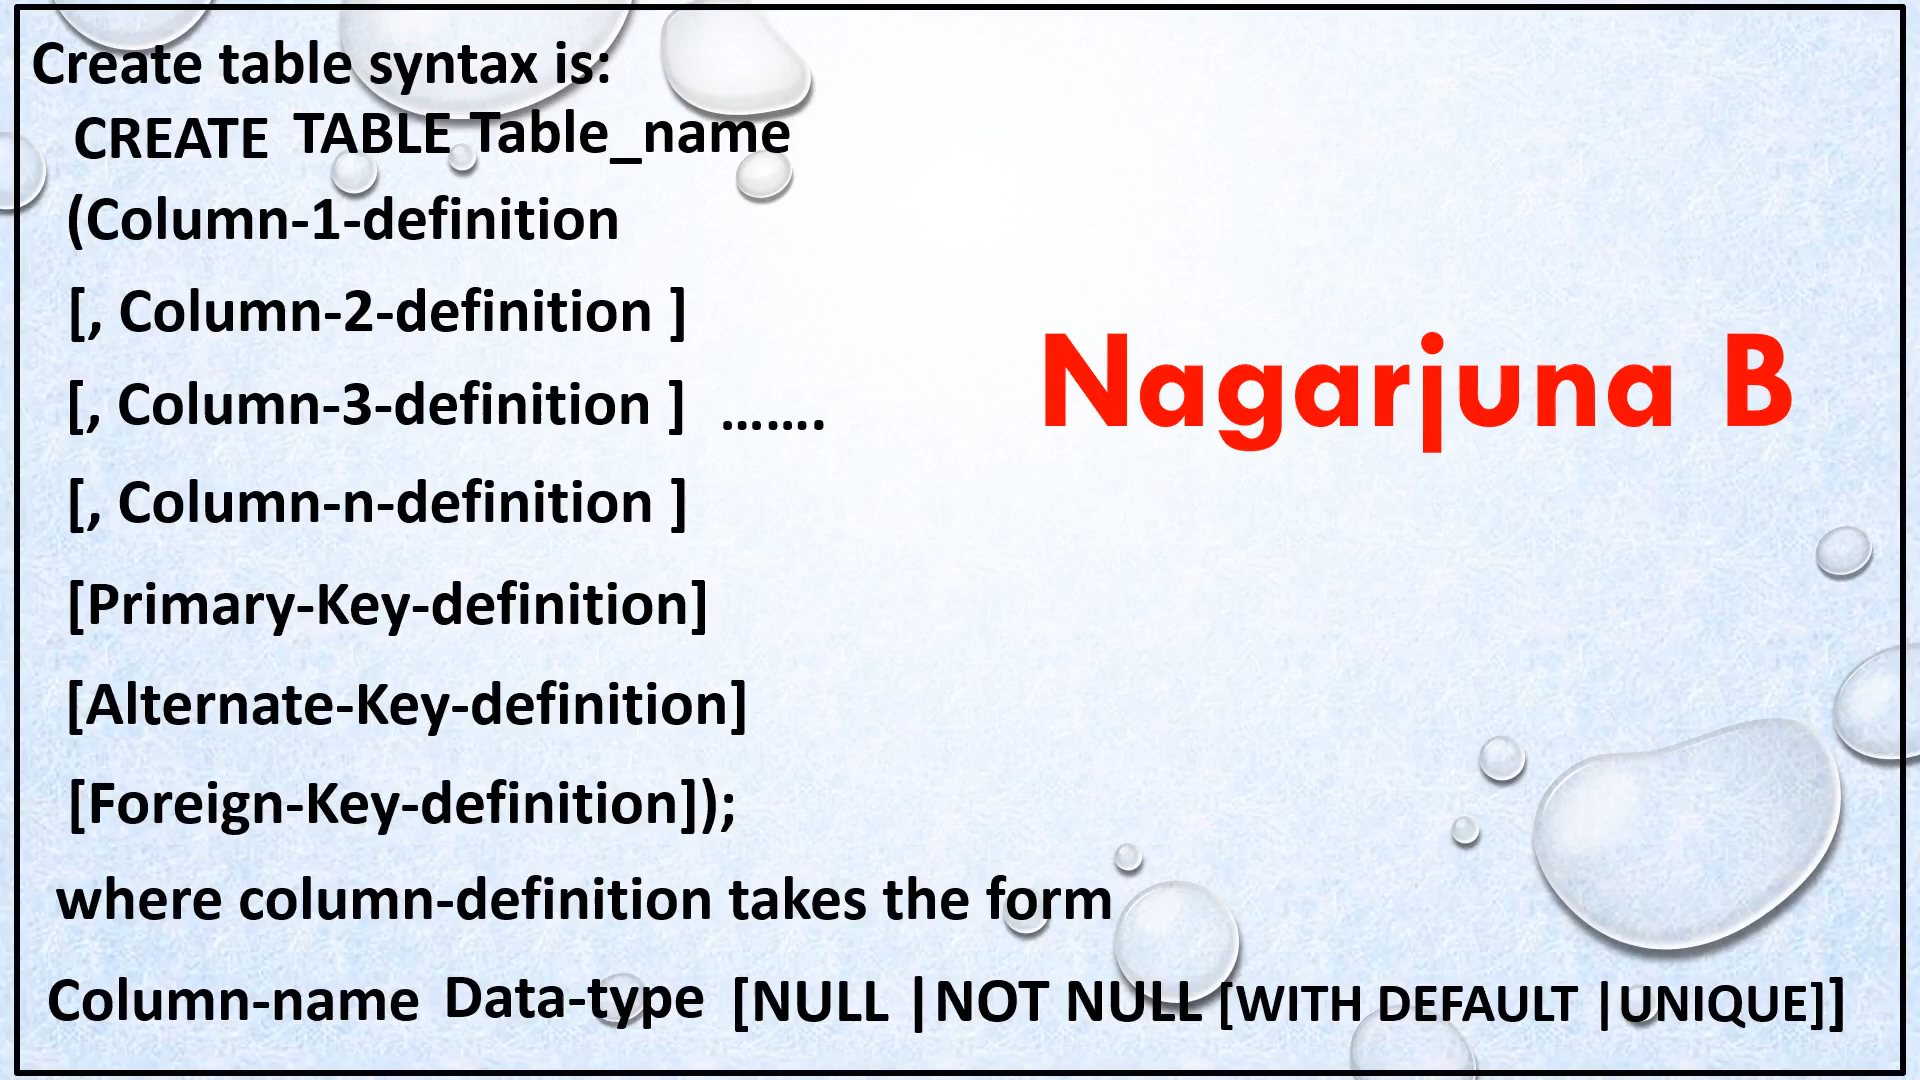 Create table syntax is:
CREATE TABLE Table_name
(Column-1-definition
[, Column-2-definition ]
[, Column-3-definition ] .......
[, Column-n-definition ]
[Primary-Key-definition]
[Alternate-Key-definition]
[Foreign-Key-definition]);
where column-definition takes the form
Column-name Data-type [NULL |NOT NULL [WITH DEFAULT |UNIQUE]]
Nagarjuna B